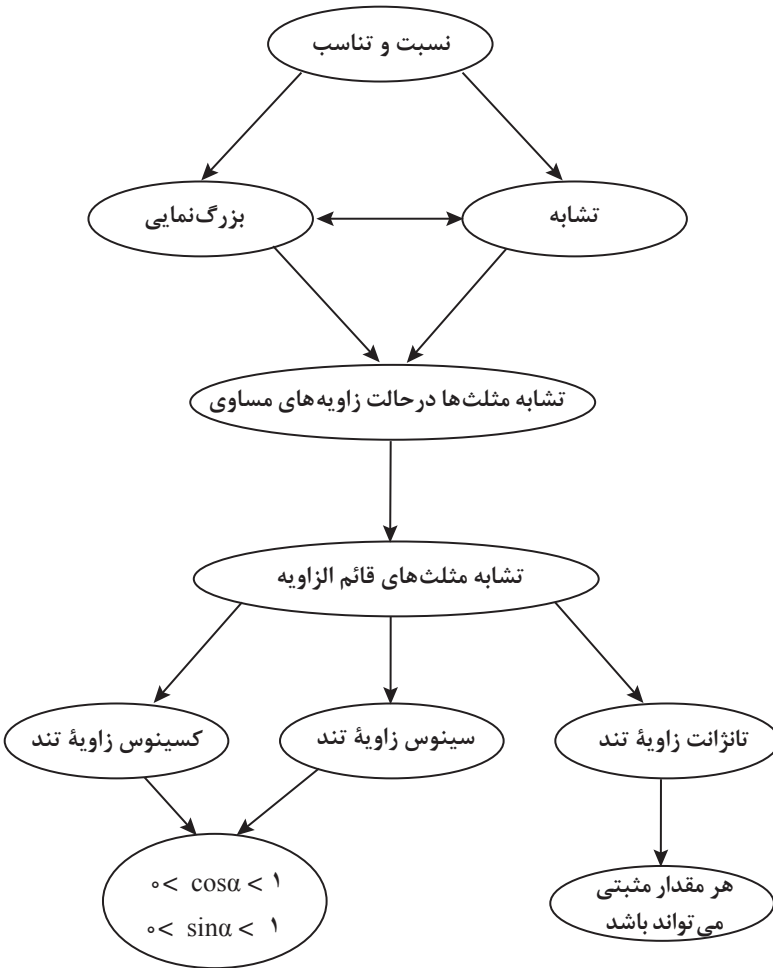 نسبت و تناسب
تشابه
بزرگ‌نمایی
تشابه مثلث‌ها درحالت زاویه‌های مساوی
تشابه مثلث‌های قائم الزاویه
تانژانت زاویهٔ تند
سینوس زاویهٔ تند
کسینوس زاویهٔ تند
هر مقدار مثبتی
می‌تواند باشد
۰< cosα < ۱
۰< sinα < ۱